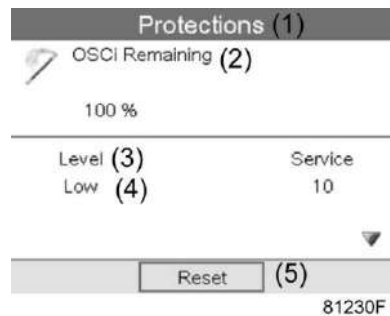 Protections (1)
OSCi Remaining (2)
100 %
Level (3) Service
Low (4) 10
Reset (5)
81230F